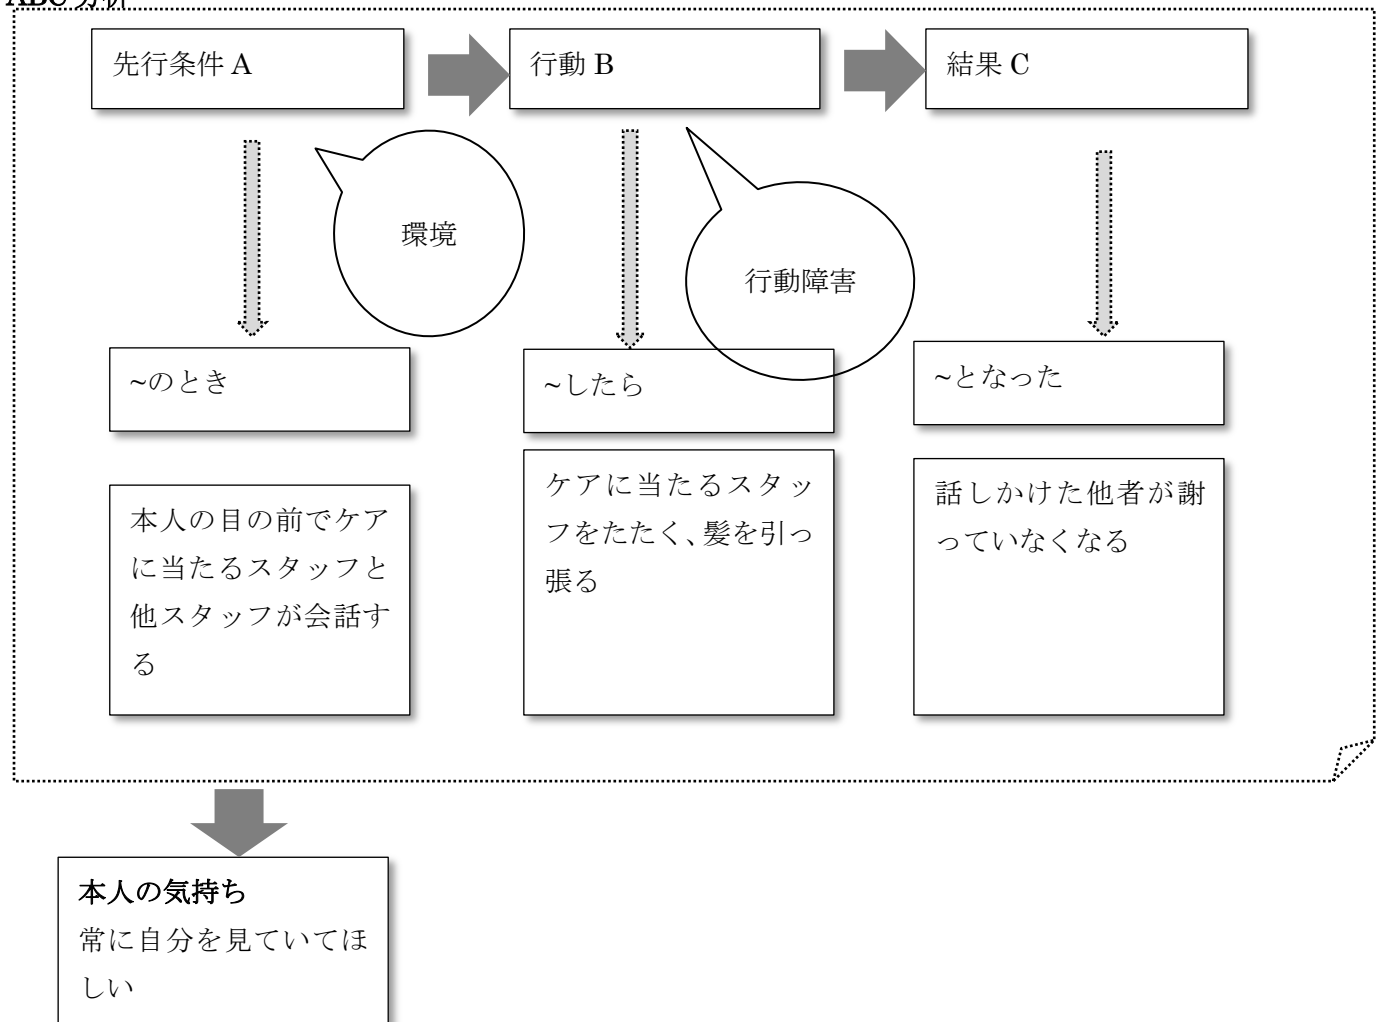 ABC 分析
先行条件 A
行動 B
結果 C
環境
行動障害
~のとき
~したら
~となった
本人の目の前でケア
に当たるスタッフと
他スタッフが会話す
る
ケアに当たるスタッ
フをたたく、髪を引っ
張る
話しかけた他者が謝
っていなくなる
本人の気持ち
常に自分を見ていてほ
しい